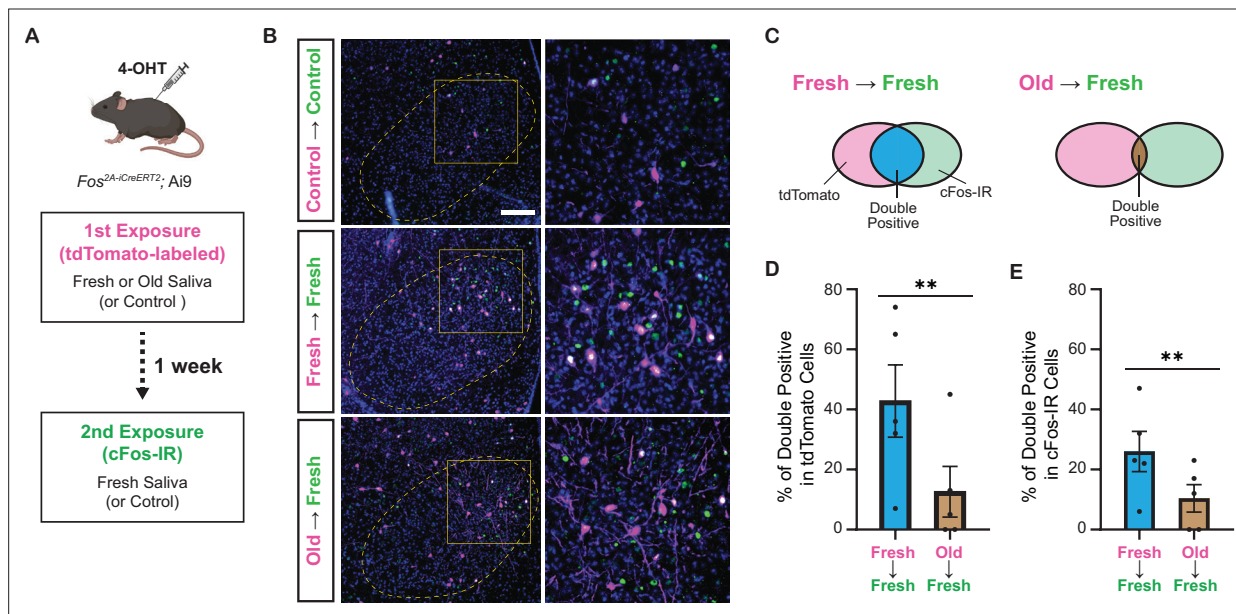 A
4-OHT
Fos2A-iCreERT2; Ai9
1st Exposure
(tdTomato-labeled)
Fresh or Old Saliva
(or Control )
1 week
2nd Exposure
(cFos-IR)
Fresh Saliva
(or Cotrol)
B
Control → Control
Fresh → Fresh
Old → Fresh
C
Fresh → Fresh
Old → Fresh
tdTomato
cFos-IR
Double
Positive
Double
Positive
D
% of Double Positive
in tdTomato Cells
80
60
40
20
0
**
Fresh
↓
Fresh
Old
↓
Fresh
E
% of Double Positive
in cFos-IR Cells
80
60
40
20
0
**
Fresh
↓
Fresh
Old
↓
Fresh